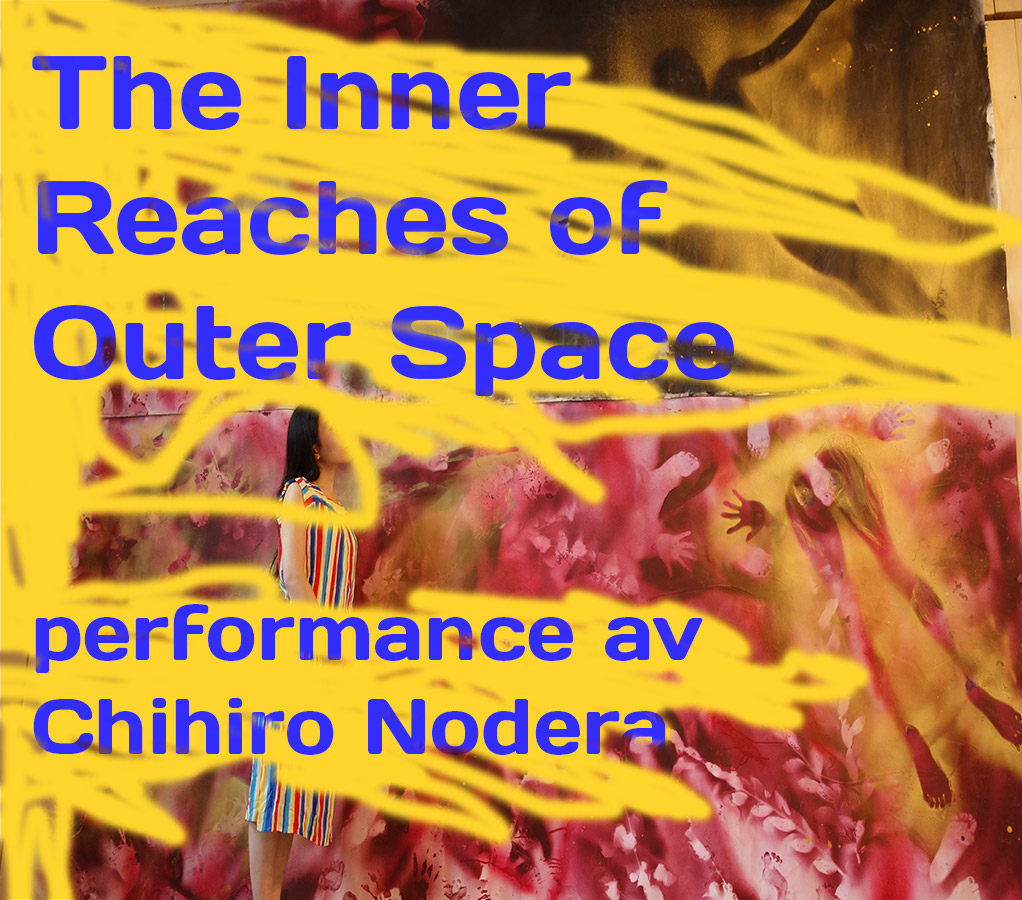 The Inner
Reaches of
Outer Space
performance av
Chihiro Nodera